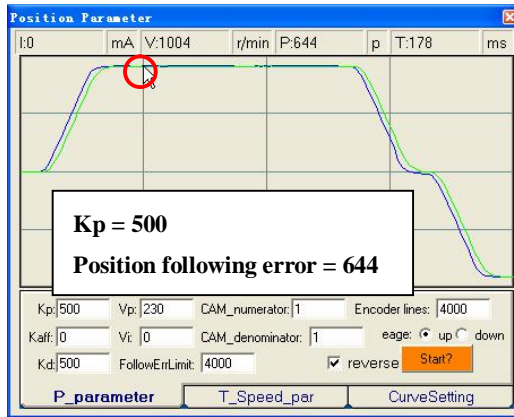 Position Parameter
I:0 mA V:1004 r/min P:644 p T:178 ms
Kp = 500
Position following error = 644
Kp: 500 Vp: 230 CAM_numerator: 1 Encoder lines: 4000
Kaff: 0 Vi: 0 CAM_denominator: 1 eage: up down
Kd: 500 FollowErrLimit: 4000 reverse Start?
P_parameter T_Speed_par CurveSetting